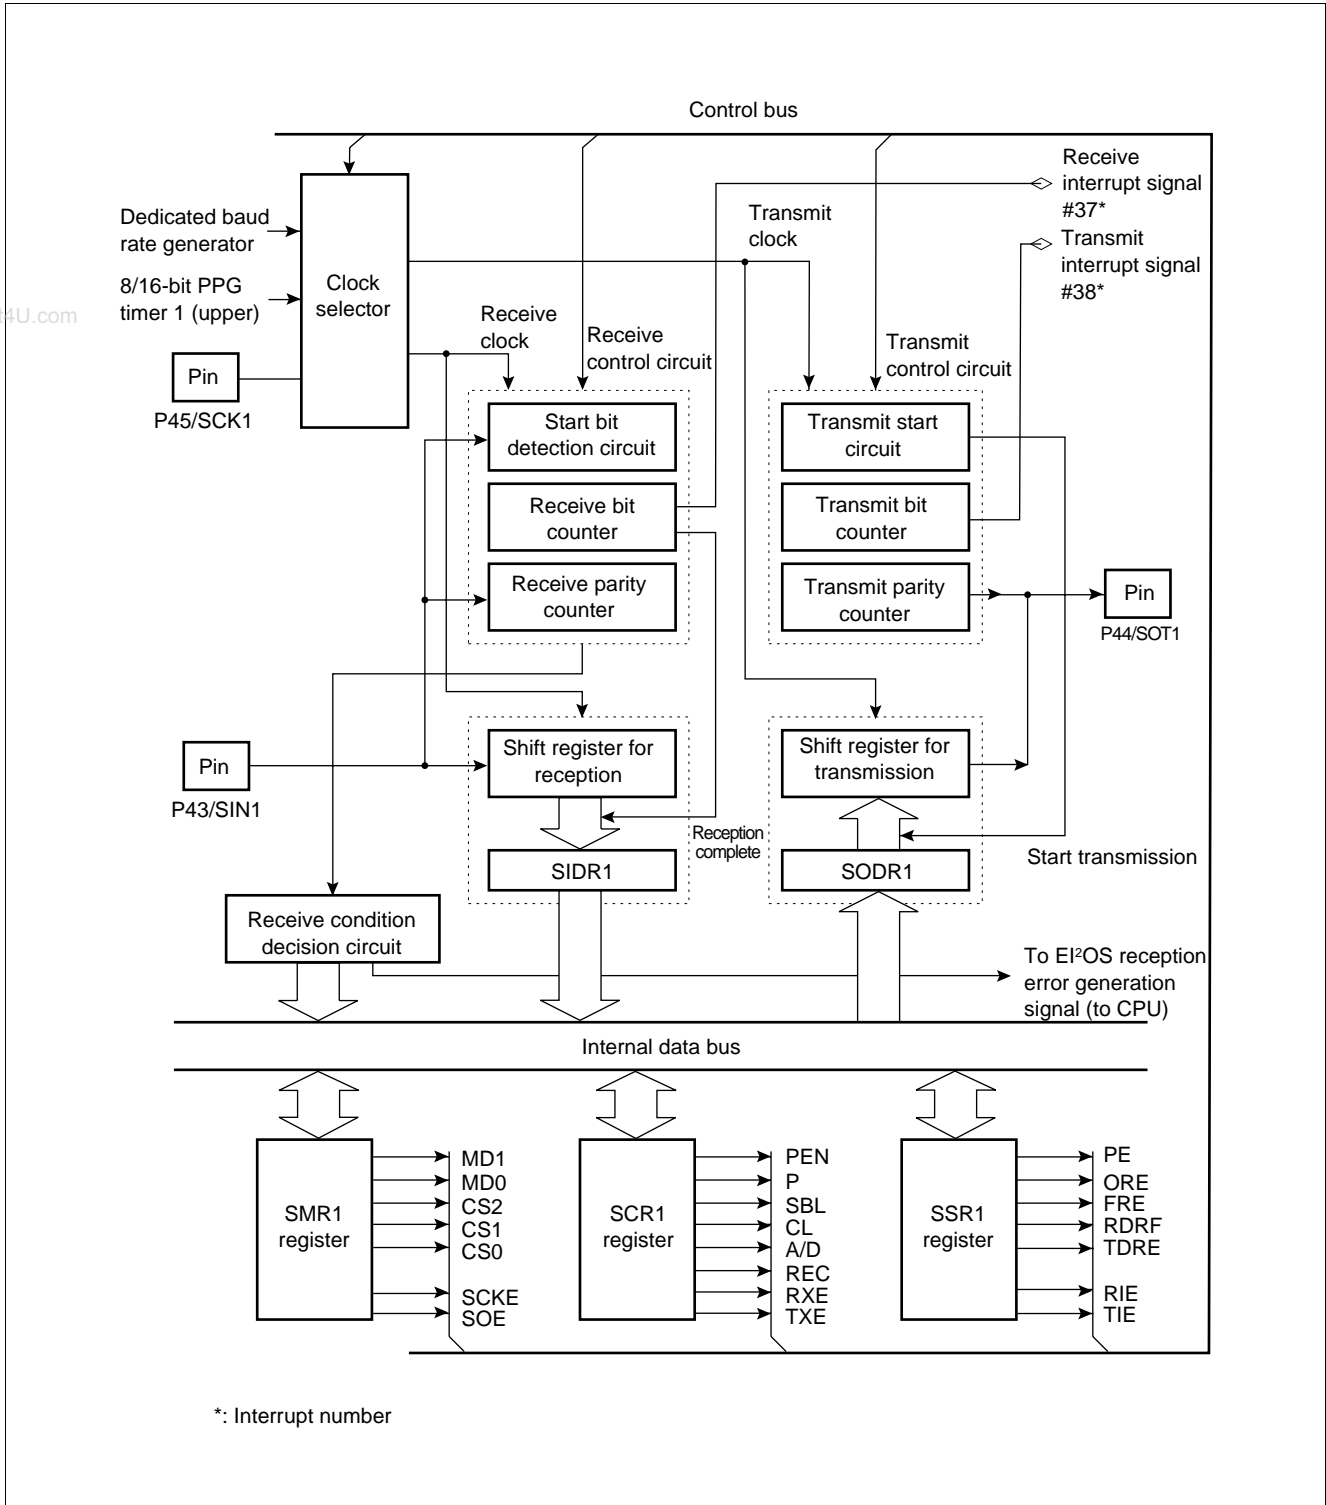 Control bus
Receive
interrupt signal
#37*
Transmit
interrupt signal
#38*
Dedicated baud
rate generator
8/16-bit PPG
timer 1 (upper)
t4U.com
Clock
selector
Transmit
clock
Receive
clock
Receive
control circuit
Transmit
control circuit
Pin
P45/SCK1
Start bit
detection circuit
Receive bit
counter
Receive parity
counter
Transmit start
circuit
Transmit bit
counter
Transmit parity
counter
Pin
P44/SOT1
Pin
P43/SIN1
Shift register for
reception
Shift register for
transmission
Reception
complete
Start transmission
SIDR1
SODR1
Receive condition
decision circuit
To EI²OS reception
error generation
signal (to CPU)
Internal data bus
SMR1
register
MD1
MD0
CS2
CS1
CS0
SCKE
SOE
SCR1
register
PEN
P
SBL
CL
A/D
REC
RXE
TXE
SSR1
register
PE
ORE
FRE
RDRF
TDRE
RIE
TIE
*: Interrupt number